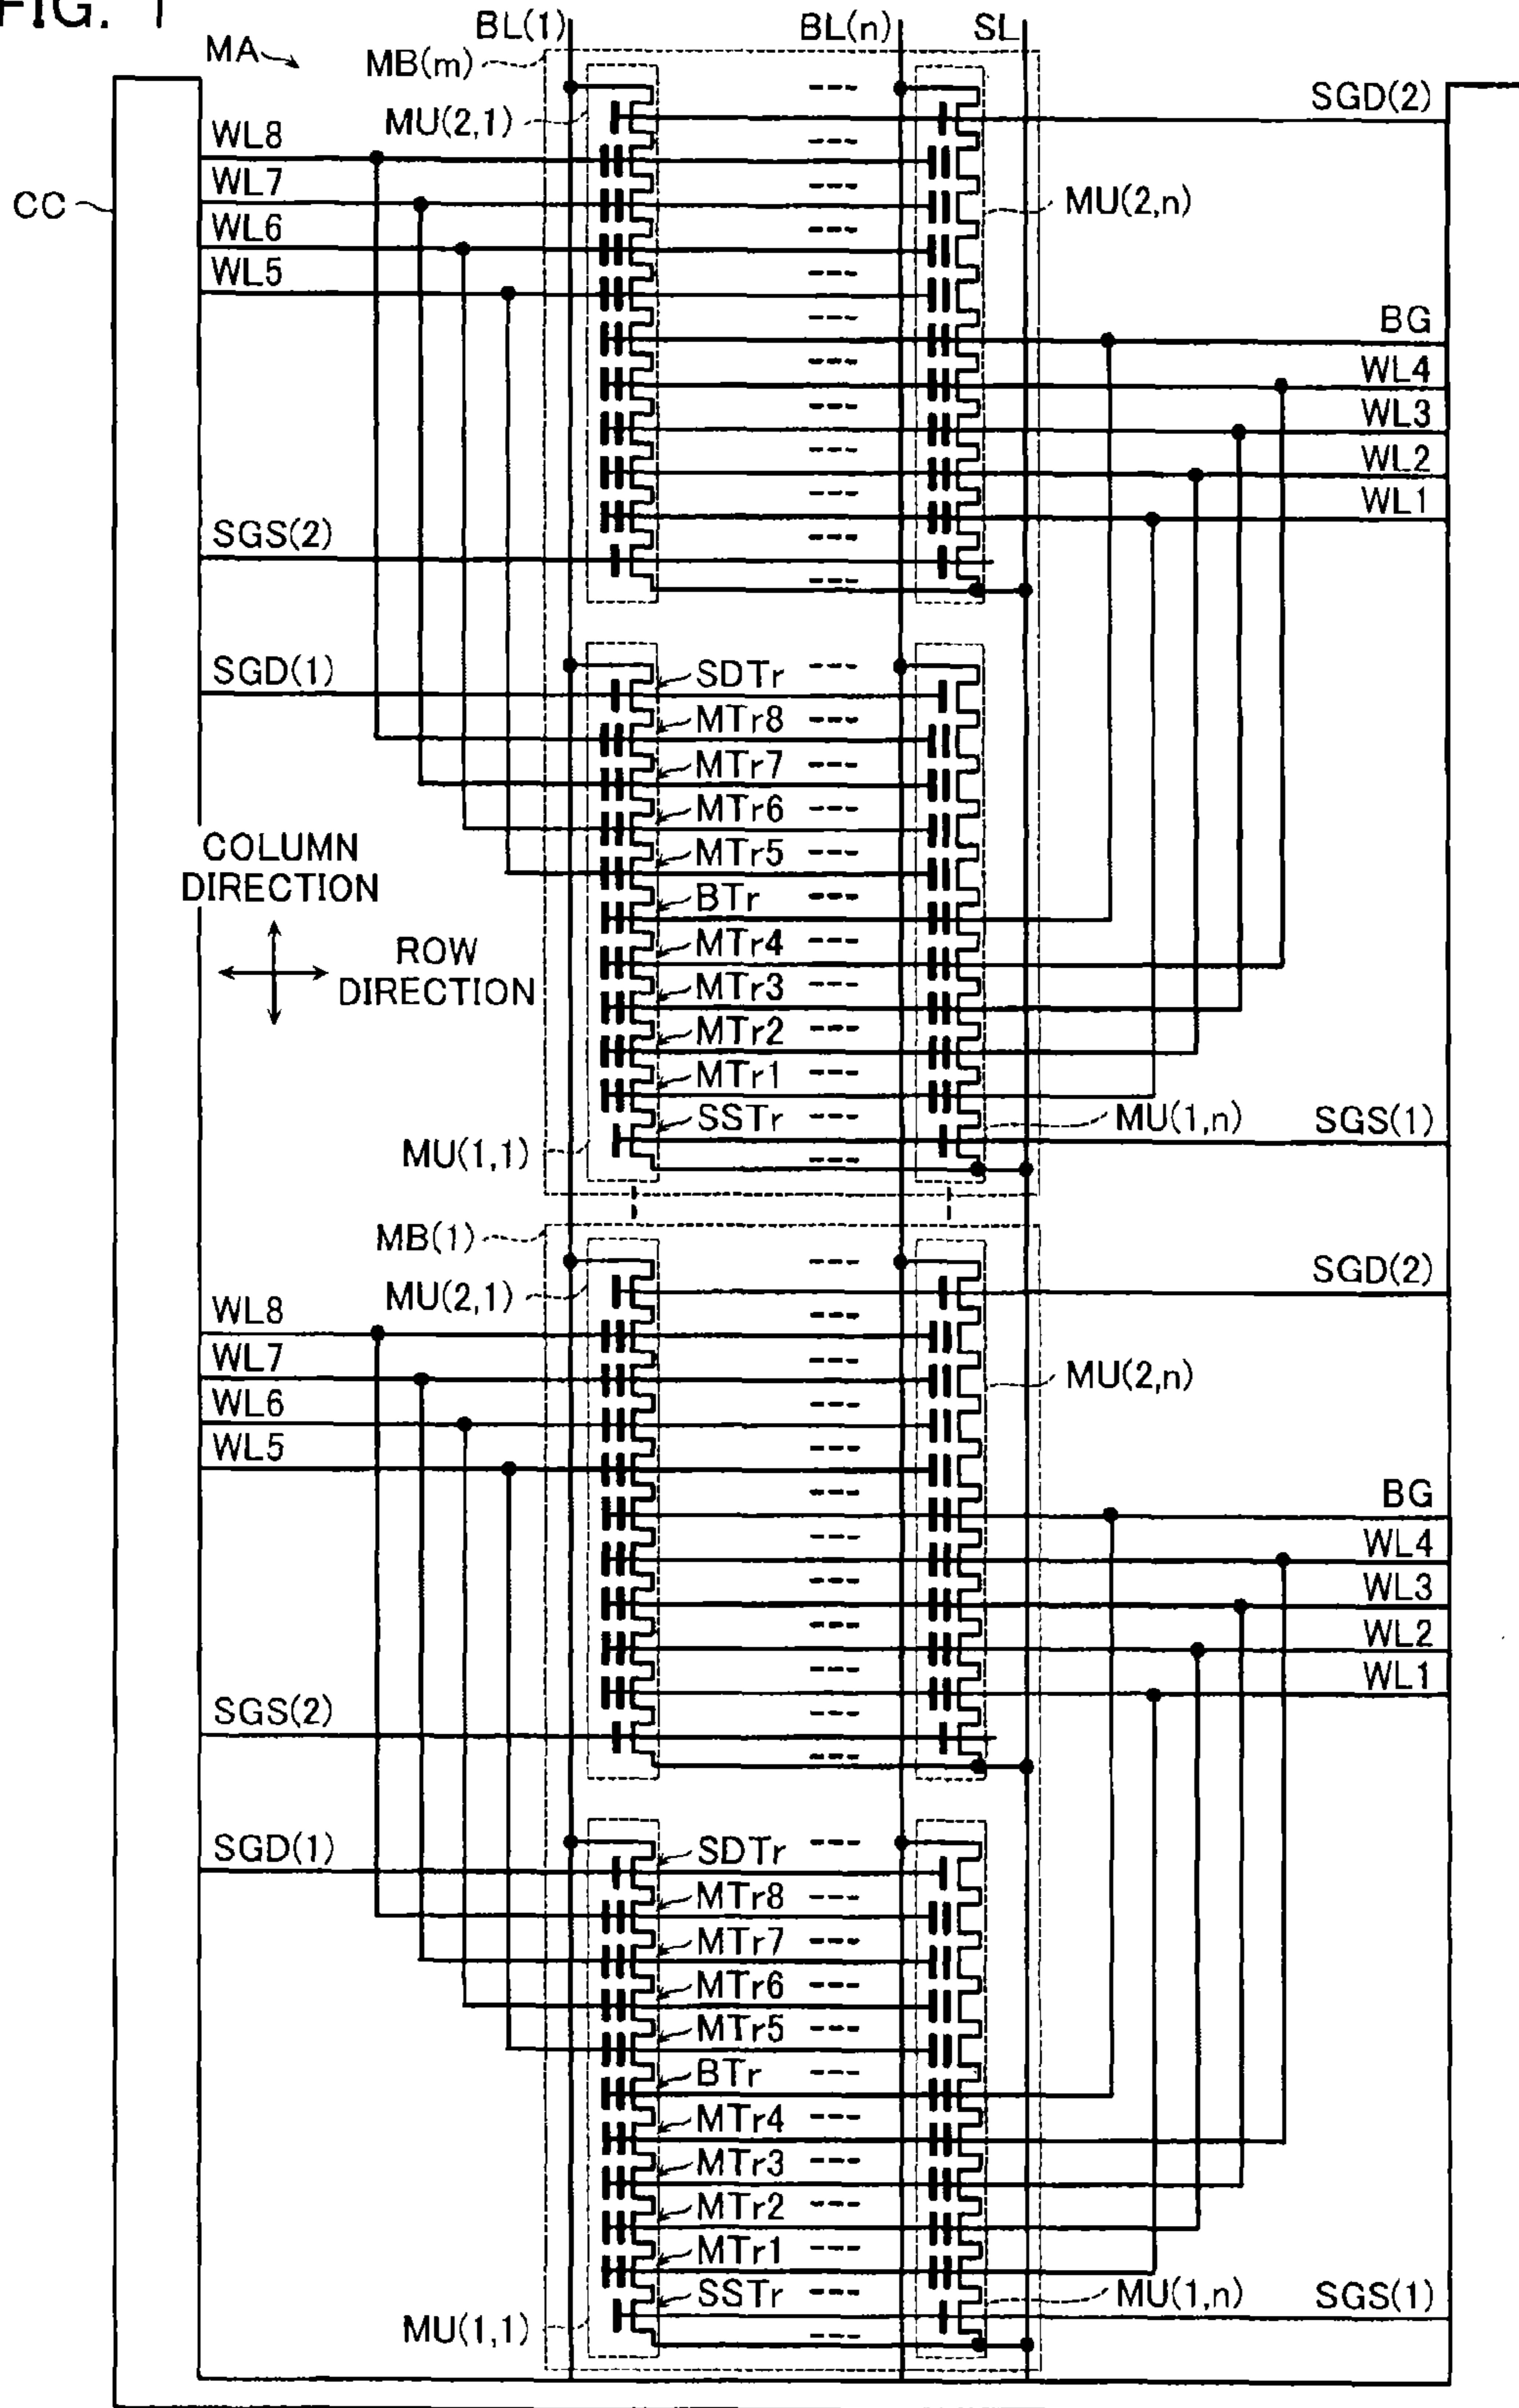 FIG. 1
BL(1)
BL(n)
SL
MA
MB(m)
MU(2,1)
SGD(2)
WL8
WL7
CC
MU(2,n)
WL6
WL5
BG
WL4
WL3
WL2
WL1
SGS(2)
SGD(1)
SDTr
MTr8
MTr7
MTr6
MTr5
COLUMN
DIRECTION
BTr
MTr4
ROW
DIRECTION
MTr3
MTr2
MTr1
SSTr
MU(1,n)
SGS(1)
MU(1,1)
MB(1)
SGD(2)
MU(2,1)
WL8
WL7
MU(2,n)
WL6
WL5
BG
WL4
WL3
WL2
WL1
SGS(2)
SGD(1)
SDTr
MTr8
MTr7
MTr6
MTr5
BTr
MTr4
MTr3
MTr2
MTr1
SSTr
MU(1,n)
SGS(1)
MU(1,1)